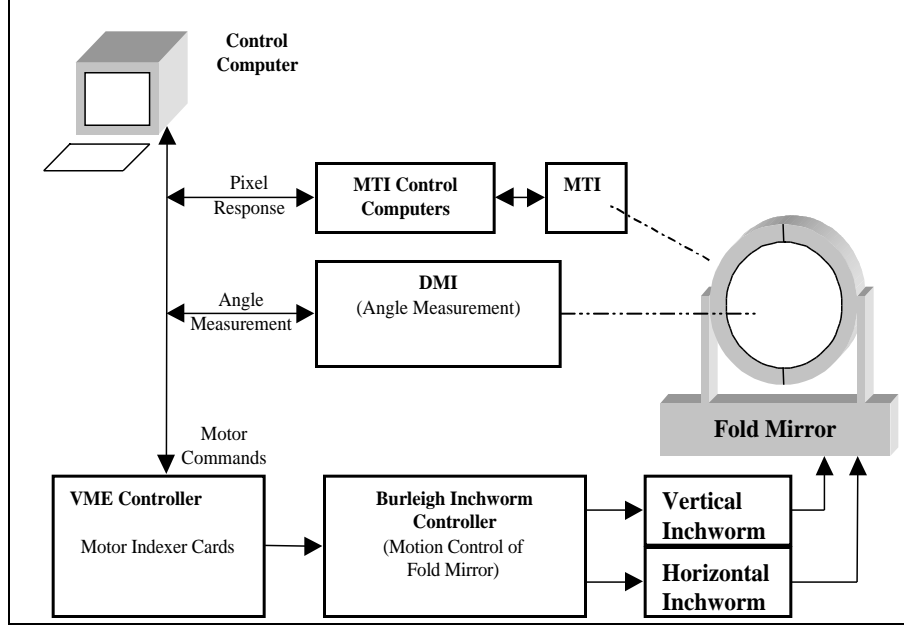 Control
Computer
Pixel
Response
MTI Control
Computers
MTI
DMI
(Angle Measurement)
Angle
Measurement
Fold Mirror
Motor
Commands
VME Controller
Motor Indexer Cards
Burleigh Inchworm
Controller
(Motion Control of
Fold Mirror)
Vertical
Inchworm
Horizontal
Inchworm